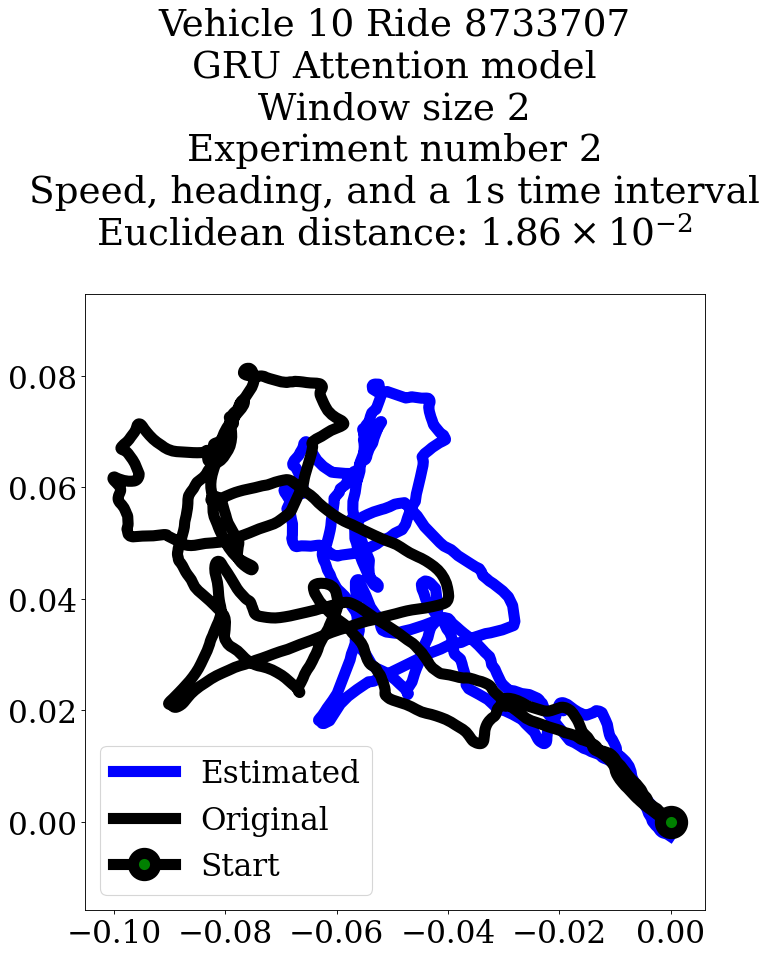 Vehicle 10 Ride 8733707
GRU Attention model
Window size 2
Experiment number 2
Speed, heading, and a 1s time interval
Euclidean distance: 1.86 × 10⁻²
0.08
0.06
0.04
0.02
0.00
Estimated
Original
Start
−0.10 −0.08 −0.06 −0.04 −0.02 0.00